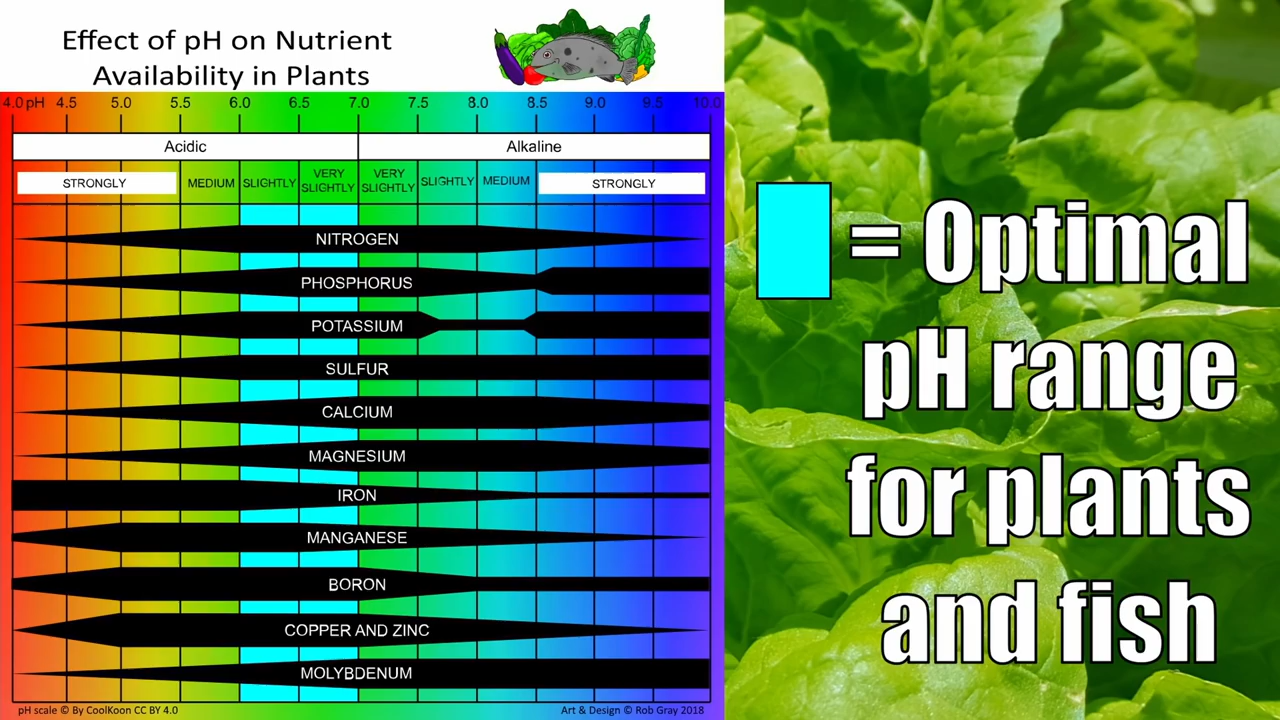 Effect of pH on Nutrient
Availability in Plants
4.0 pH 4.5 5.0 5.5 6.0 6.5 7.0 7.5 8.0 8.5 9.0 9.5 10.0
Acidic Alkaline
STRONGLY MEDIUM SLIGHTLY VERY SLIGHTLY VERY SLIGHTLY SLIGHTLY MEDIUM STRONGLY
NITROGEN
PHOSPHORUS
POTASSIUM
SULFUR
CALCIUM
MAGNESIUM
IRON
MANGANESE
BORON
COPPER AND ZINC
MOLYBDENUM
pH scale © By CoolKoon CC BY 4.0 Art & Design © Rob Gray 2018
= Optimal
pH range
for plants
and fish